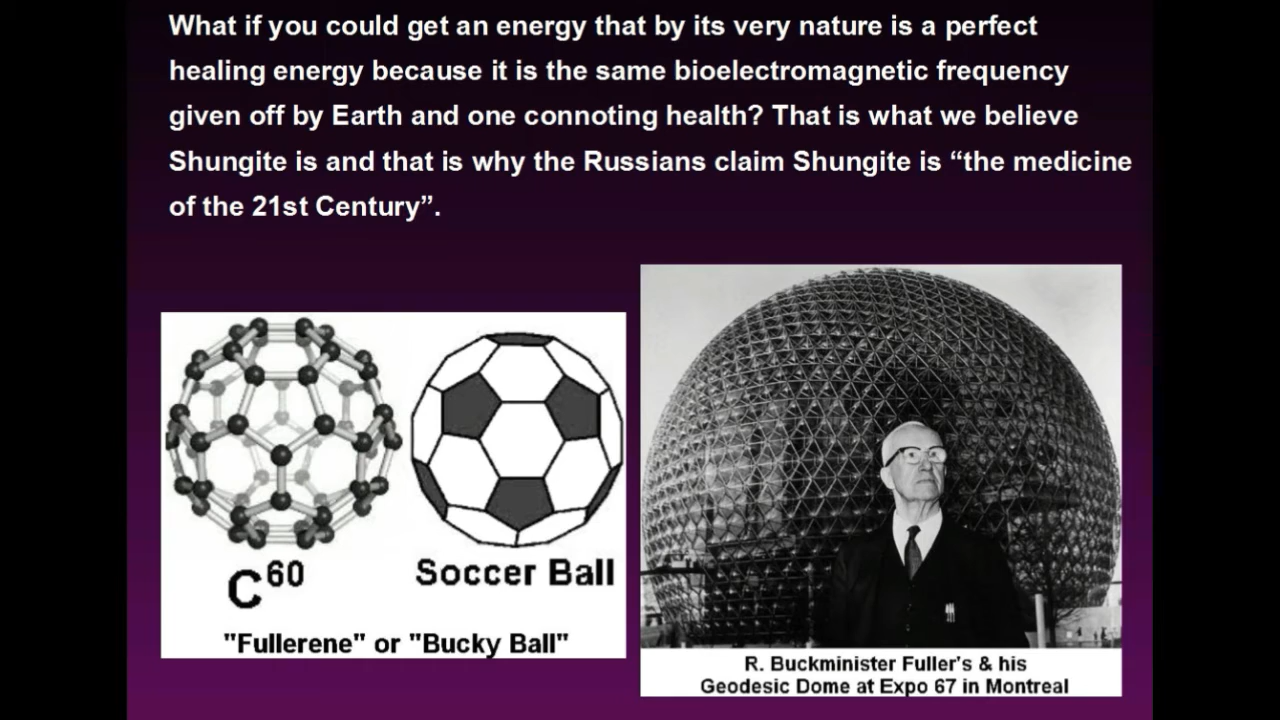 What if you could get an energy that by its very nature is a perfect
healing energy because it is the same bioelectromagnetic frequency
given off by Earth and one connoting health? That is what we believe
Shungite is and that is why the Russians claim Shungite is “the medicine
of the 21st Century”.
C60
Soccer Ball
"Fullerene" or "Bucky Ball"
R. Buckminister Fuller's & his
Geodesic Dome at Expo 67 in Montreal